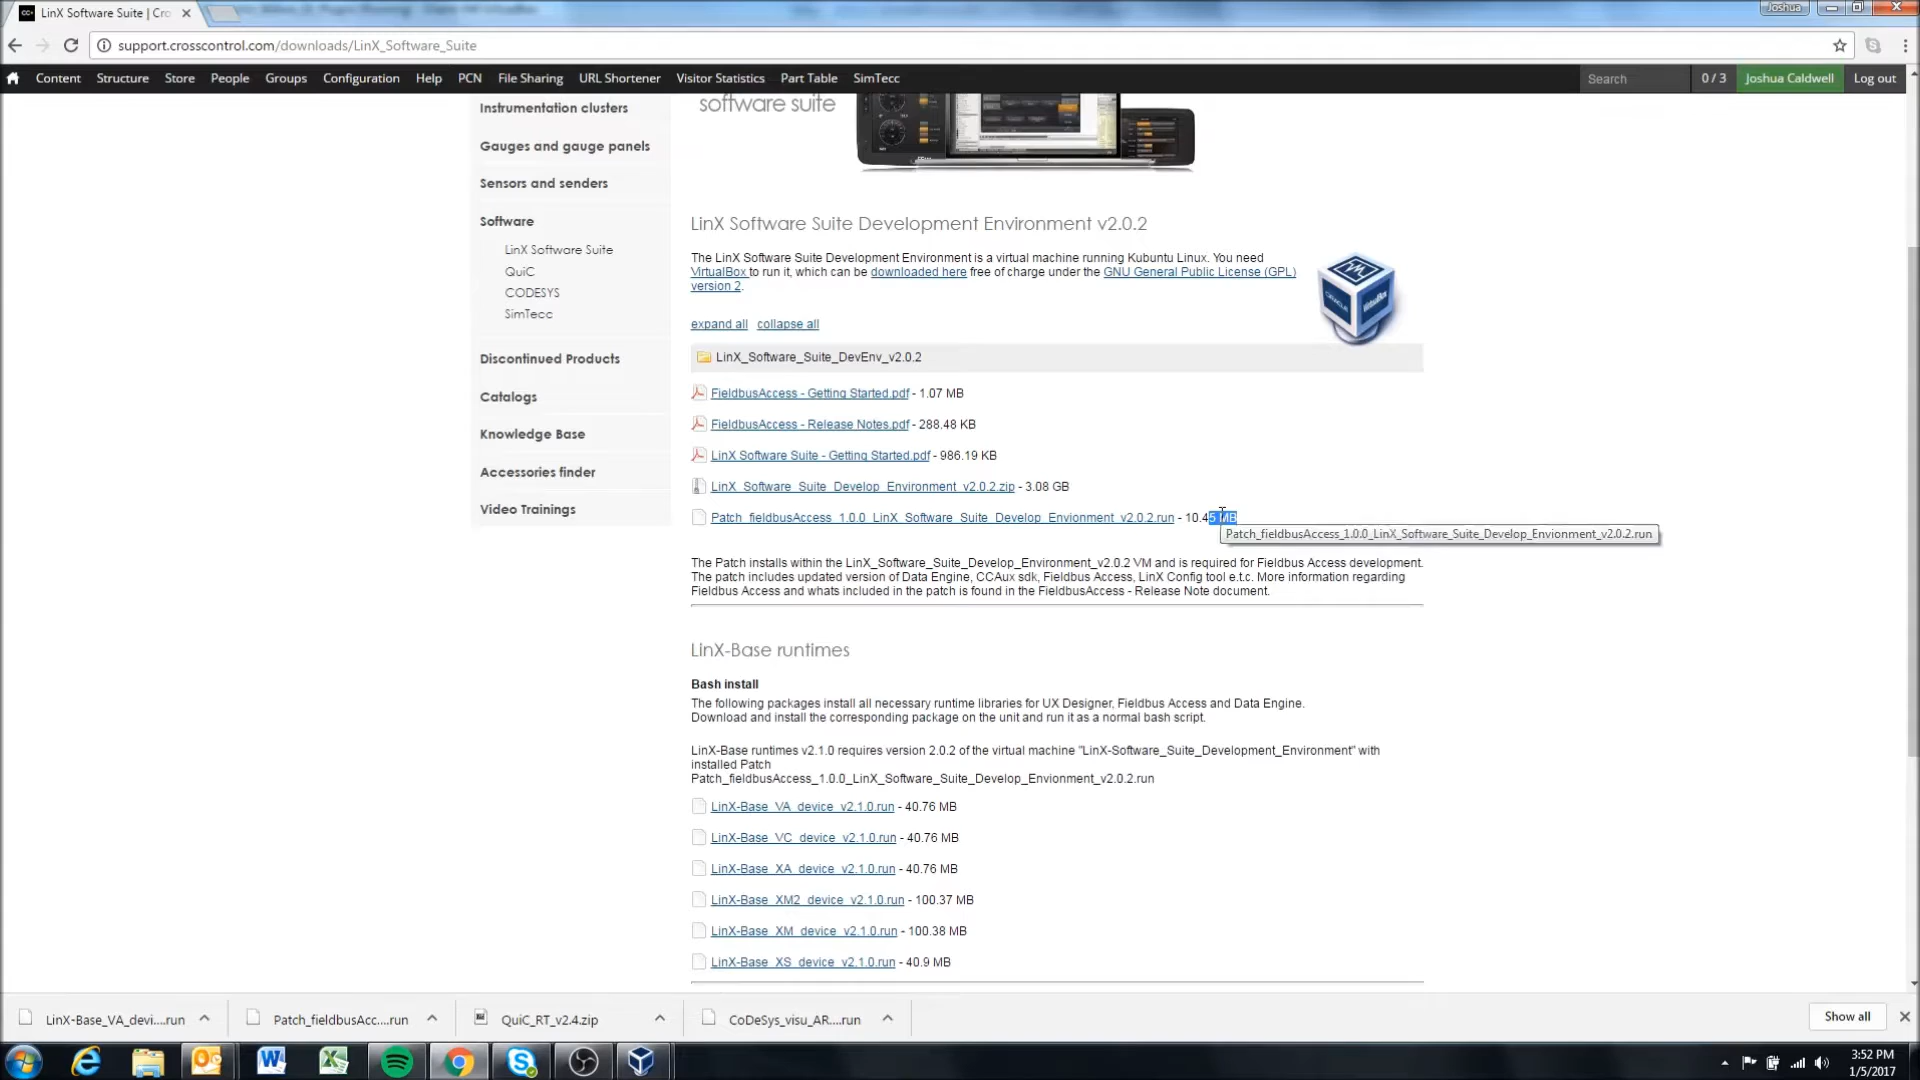 LinX Software Suite | Cro
Joshua
support.crosscontrol.com/downloads/LinX_Software_Suite
Content Structure Store People Groups Configuration Help PCN File Sharing URL Shortener Visitor Statistics Part Table SimTecc Search 0 / 3 Joshua Caldwell Log out
software suite
Instrumentation clusters
Gauges and gauge panels
Sensors and senders
Software
LinX Software Suite
QuiC
CODESYS
SimTecc
Discontinued Products
Catalogs
Knowledge Base
Accessories finder
Video Trainings
LinX Software Suite Development Environment v2.0.2
The LinX Software Suite Development Environment is a virtual machine running Kubuntu Linux. You need
VirtualBox to run it, which can be downloaded here free of charge under the GNU General Public License (GPL)
version 2.
expand all collapse all
LinX_Software_Suite_DevEnv_v2.0.2
FieldbusAccess - Getting Started.pdf - 1.07 MB
FieldbusAccess - Release Notes.pdf - 288.48 KB
LinX Software Suite - Getting Started.pdf - 986.19 KB
LinX_Software_Suite_Develop_Environment_v2.0.2.zip - 3.08 GB
Patch_fieldbusAccess_1.0.0_LinX_Software_Suite_Develop_Envionment_v2.0.2.run - 10.45 MB
Patch_fieldbusAccess_1.0.0_LinX_Software_Suite_Develop_Envionment_v2.0.2.run
The Patch installs within the LinX_Software_Suite_Develop_Environment_v2.0.2 VM and is required for Fieldbus Access development.
The patch includes updated version of Data Engine, CCAux sdk, Fieldbus Access, LinX Config tool e.t.c. More information regarding
Fieldbus Access and whats included in the patch is found in the FieldbusAccess - Release Note document.
LinX-Base runtimes
Bash install
The following packages install all necessary runtime libraries for UX Designer, Fieldbus Access and Data Engine.
Download and install the corresponding package on the unit and run it as a normal bash script.
LinX-Base runtimes v2.1.0 requires version 2.0.2 of the virtual machine "LinX-Software_Suite_Development_Environment" with
installed Patch
Patch_fieldbusAccess_1.0.0_LinX_Software_Suite_Develop_Envionment_v2.0.2.run
LinX-Base_VA_device_v2.1.0.run - 40.76 MB
LinX-Base_VC_device_v2.1.0.run - 40.76 MB
LinX-Base_XA_device_v2.1.0.run - 40.76 MB
LinX-Base_XM2_device_v2.1.0.run - 100.37 MB
LinX-Base_XM_device_v2.1.0.run - 100.38 MB
LinX-Base_XS_device_v2.1.0.run - 40.9 MB
LinX-Base_VA_devi....run Patch_fieldbusAcc....run QuiC_RT_v2.4.zip CoDeSys_visu_AR....run Show all
3:52 PM
1/5/2017